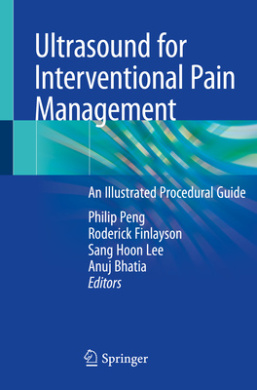 Ultrasound for
Interventional Pain
Management
An Illustrated Procedural Guide
Philip Peng
Roderick Finlayson
Sang Hoon Lee
Anuj Bhatia
Editors
Springer